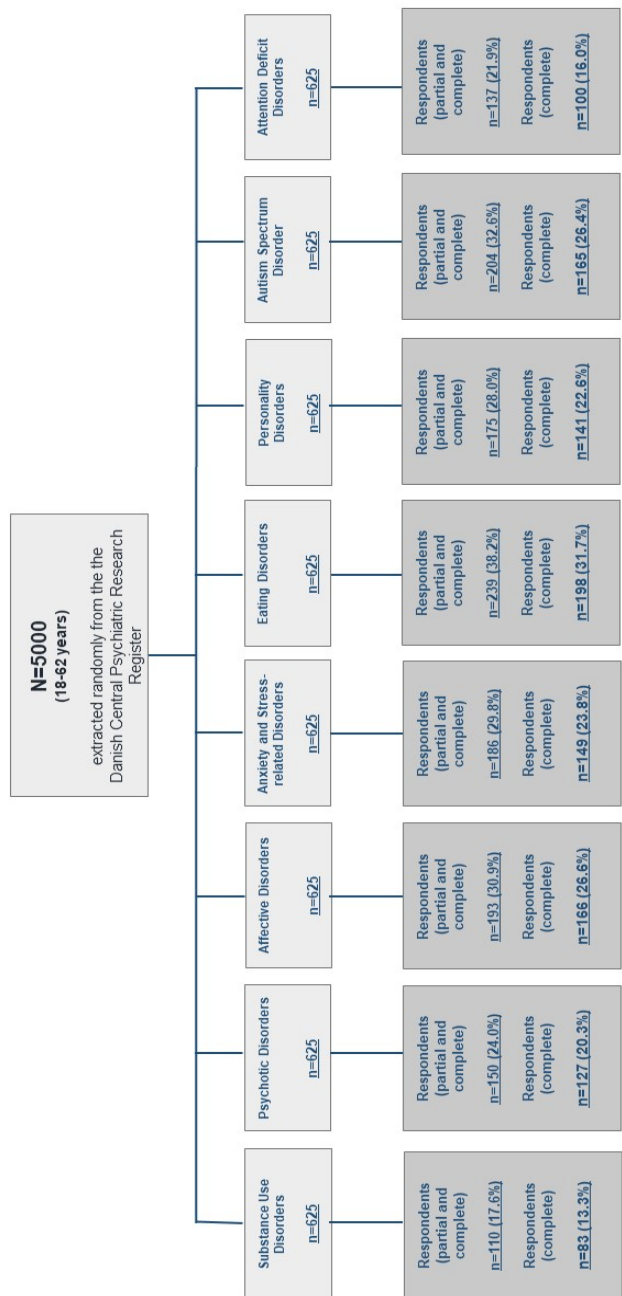 N=5000
(18-62 years)
extracted randomly from the the
Danish Central Psychiatric Research
Register
Substance Use
Disorders
n=625
Psychotic Disorders
n=625
Affective Disorders
n=625
Anxiety and Stress-
related Disorders
n=625
Eating Disorders
n=625
Personality
Disorders
n=625
Autism Spectrum
Disorder
n=625
Attention Deficit
Disorders
n=625
Respondents
(partial and
complete)
n=110 (17.6%)
Respondents
(complete)
n=83 (13.3%)
Respondents
(partial and
complete)
n=150 (24.0%)
Respondents
(complete)
n=127 (20.3%)
Respondents
(partial and
complete)
n=193 (30.9%)
Respondents
(complete)
n=166 (26.6%)
Respondents
(partial and
complete)
n=186 (29.8%)
Respondents
(complete)
n=149 (23.8%)
Respondents
(partial and
complete)
n=239 (38.2%)
Respondents
(complete)
n=198 (31.7%)
Respondents
(partial and
complete)
n=175 (28.0%)
Respondents
(complete)
n=141 (22.6%)
Respondents
(partial and
complete)
n=204 (32.6%)
Respondents
(complete)
n=165 (26.4%)
Respondents
(partial and
complete)
n=137 (21.9%)
Respondents
(complete)
n=100 (16.0%)